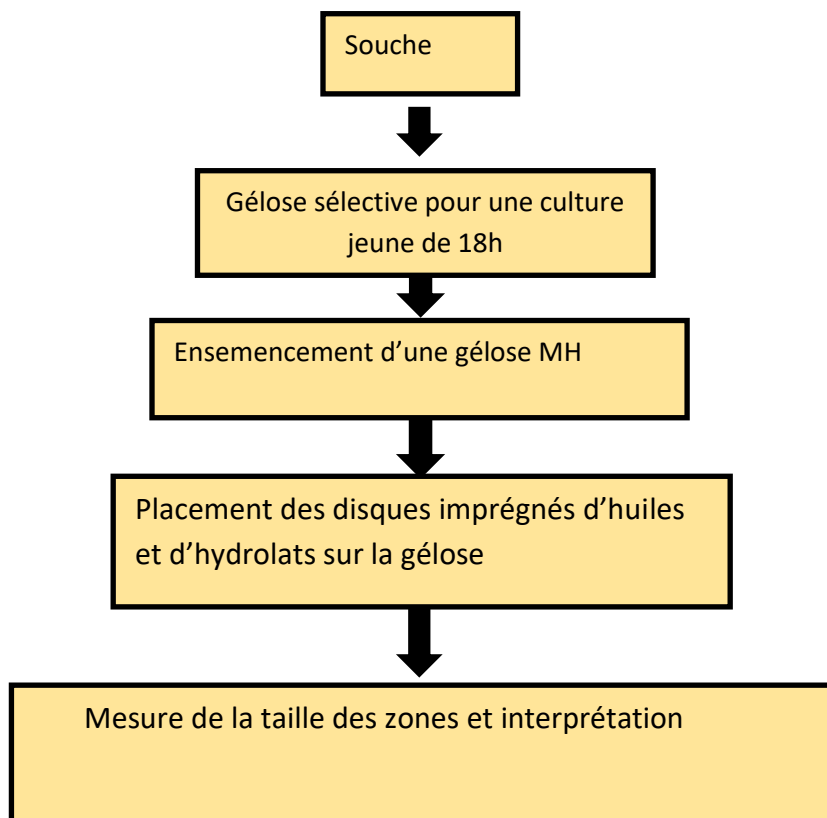 Souche
Gélose sélective pour une culture
jeune de 18h
Ensemencement d’une gélose MH
Placement des disques imprégnés d’huiles
et d’hydrolats sur la gélose
Mesure de la taille des zones et interprétation